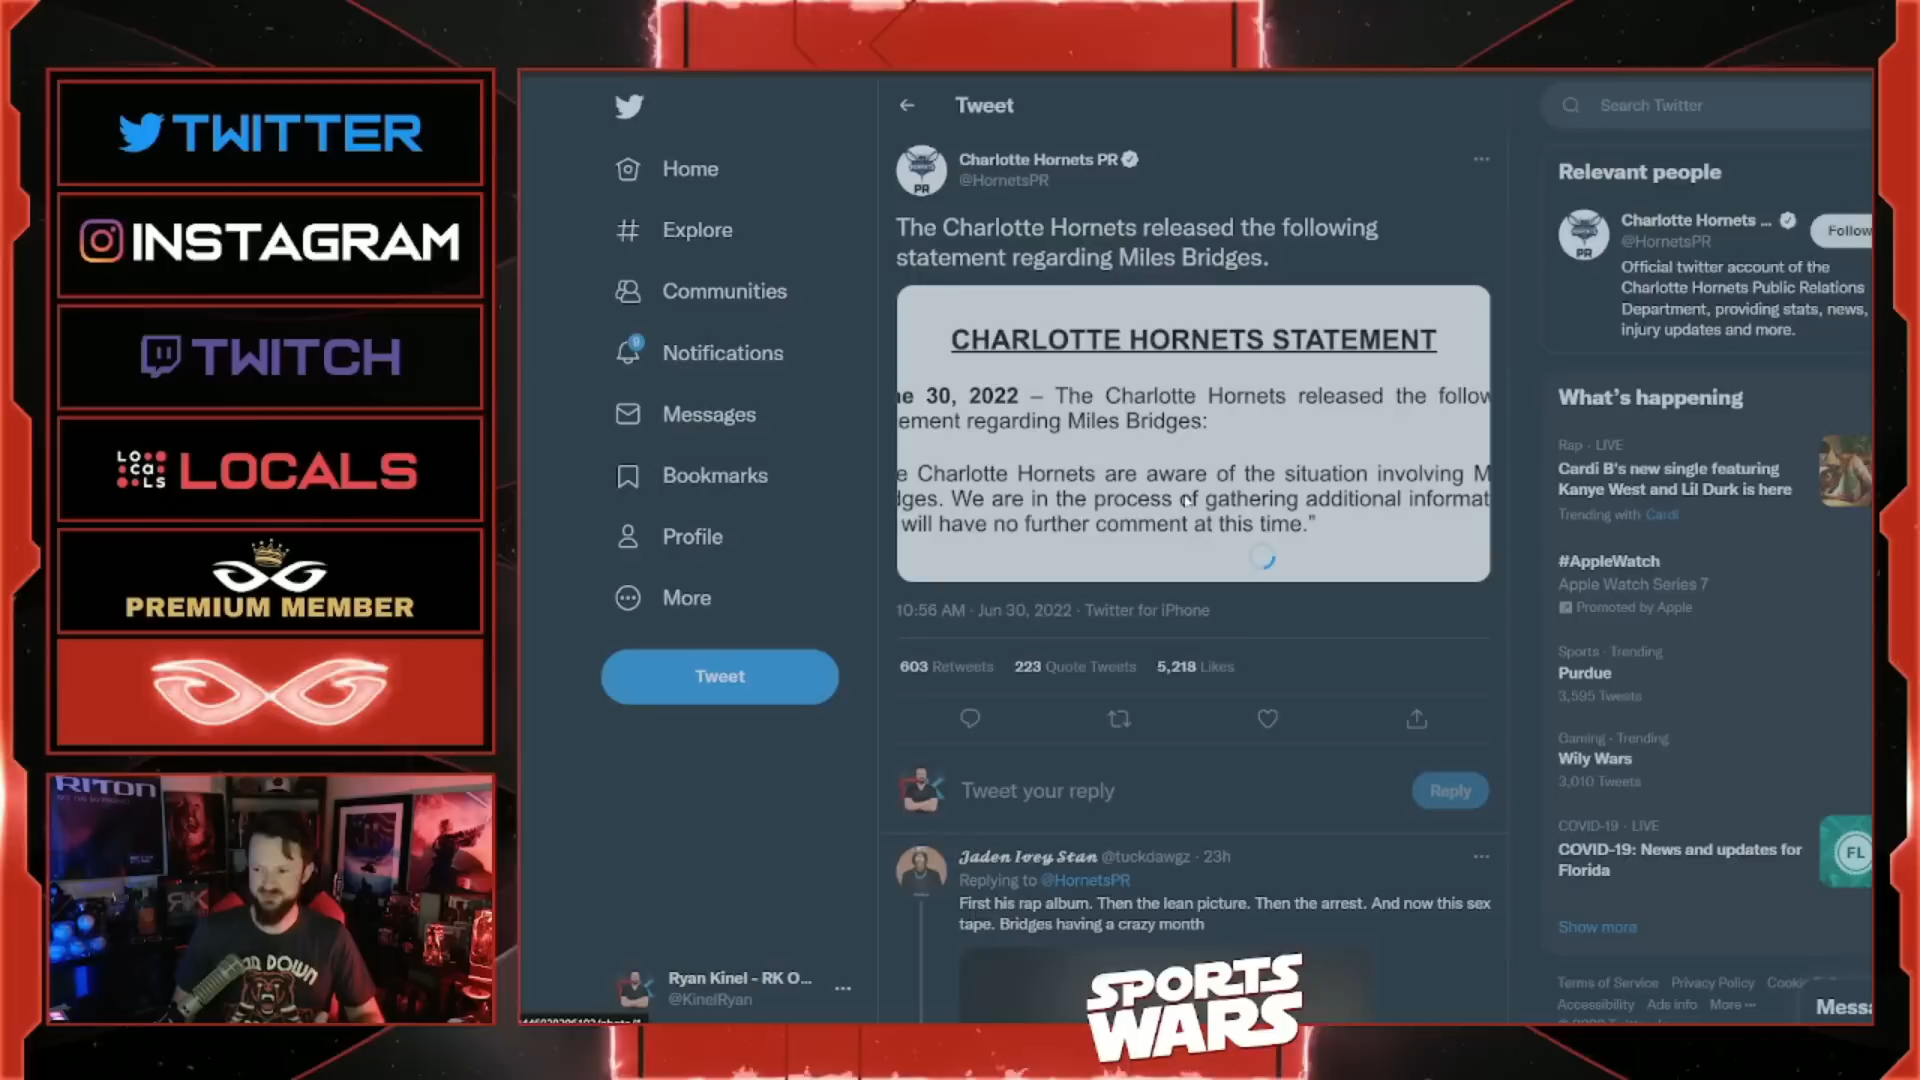 TWITTER
INSTAGRAM
TWITCH
LOCALS
LOCALS
PREMIUM MEMBER
RITON
RK
DOWN
Home
Explore
Communities
9
Notifications
Messages
Bookmarks
Profile
More
Tweet
Ryan Kinel - RK O...
@KinelRyan
Tweet
PR
Charlotte Hornets PR
@HornetsPR
The Charlotte Hornets released the following
statement regarding Miles Bridges.
CHARLOTTE HORNETS STATEMENT
e 30, 2022 – The Charlotte Hornets released the follow
ement regarding Miles Bridges:
e Charlotte Hornets are aware of the situation involving M
dges. We are in the process of gathering additional informat
will have no further comment at this time."
10:56 AM · Jun 30, 2022 · Twitter for iPhone
603 Retweets 223 Quote Tweets 5,218 Likes
Tweet your reply
Reply
Jaden Ivey Stan @tuckdawgz · 23h
Replying to @HornetsPR
First his rap album. Then the lean picture. Then the arrest. And now this sex
tape. Bridges having a crazy month
SPORTS
WARS
Search Twitter
Relevant people
PR
Charlotte Hornets ...
@HornetsPR
Follow
Official twitter account of the
Charlotte Hornets Public Relations
Department, providing stats, news,
injury updates and more.
What's happening
Rap · LIVE
Cardi B's new single featuring
Kanye West and Lil Durk is here
Trending with Cardi
#AppleWatch
Apple Watch Series 7
Promoted by Apple
Sports · Trending
Purdue
3,595 Tweets
Gaming · Trending
Wily Wars
3,010 Tweets
COVID-19 · LIVE
COVID-19: News and updates for
Florida
FL
Show more
Terms of Service Privacy Policy Cooki
Accessibility Ads info More ...
Messa